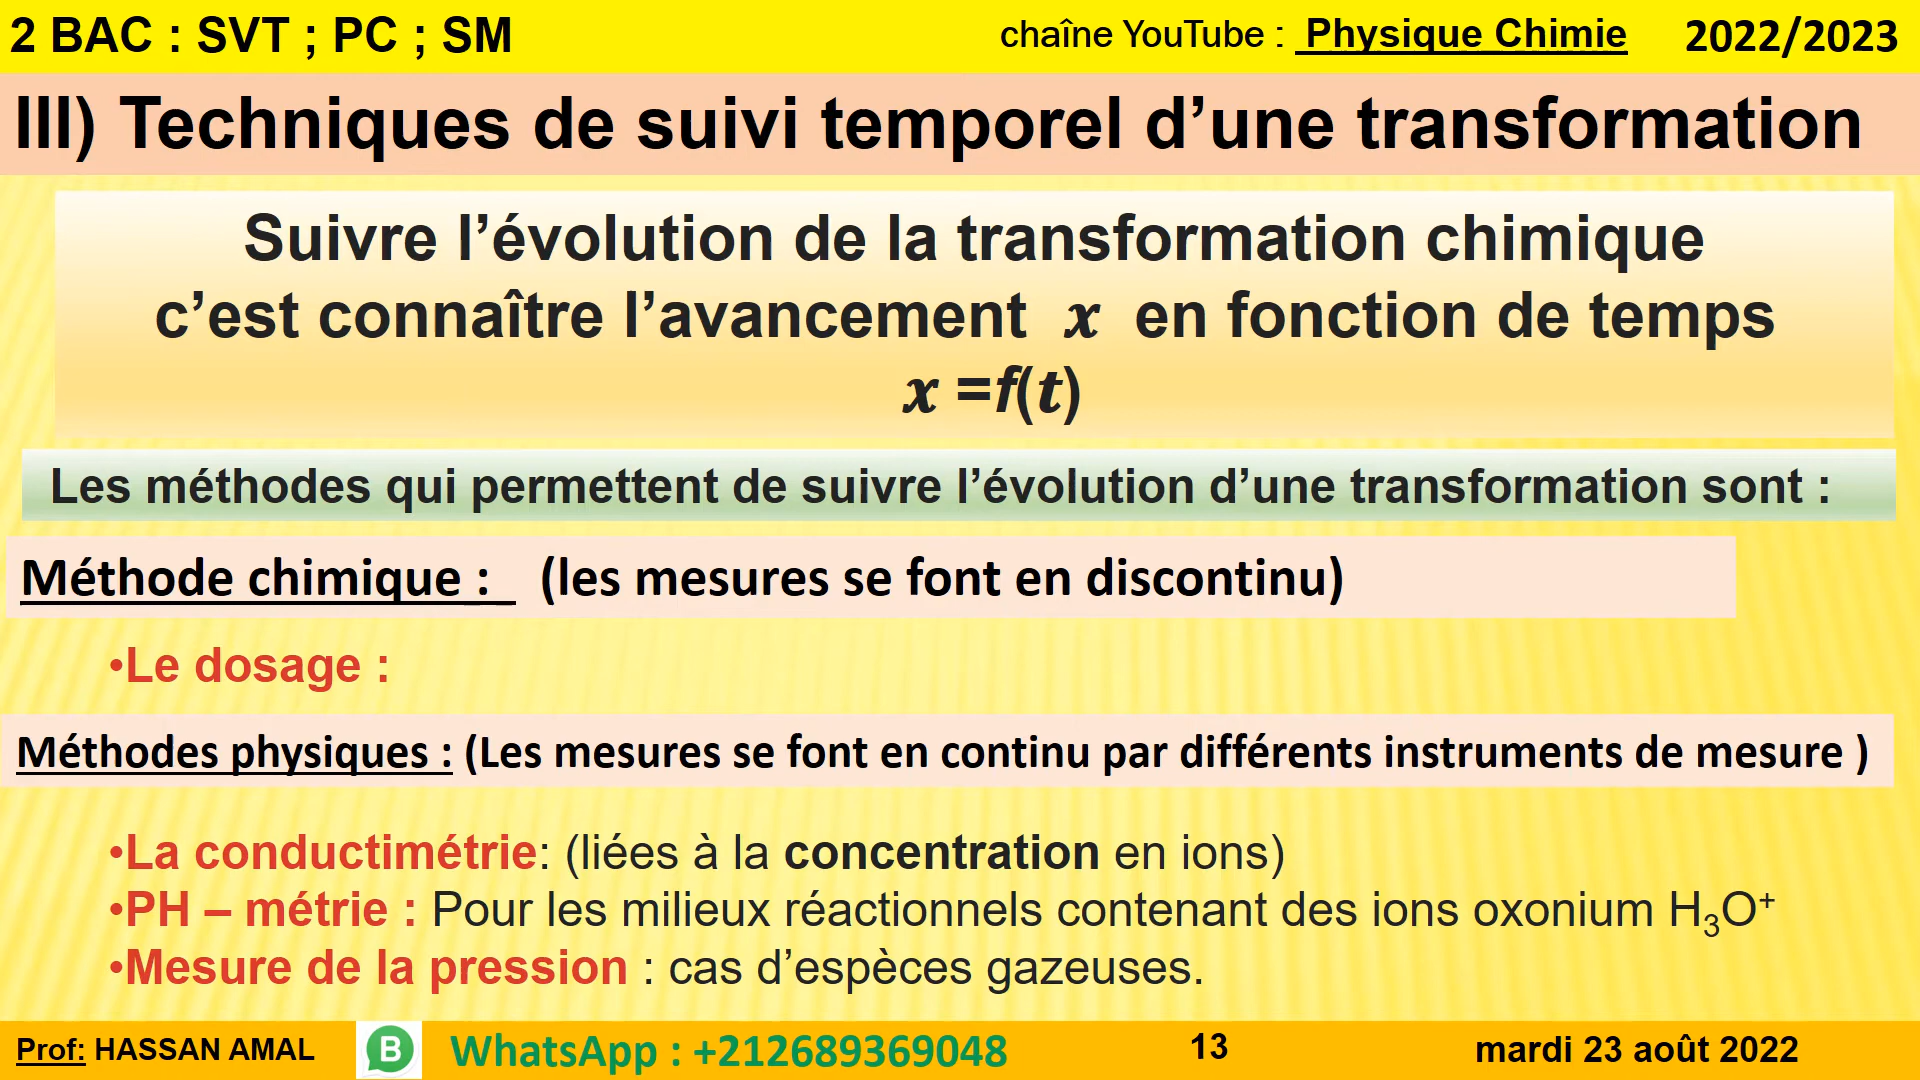 2 BAC : SVT ; PC ; SM chaîne YouTube : Physique Chimie 2022/2023
III) Techniques de suivi temporel d’une transformation
Suivre l’évolution de la transformation chimique
c’est connaître l’avancement x en fonction de temps
x =f(t)
Les méthodes qui permettent de suivre l’évolution d’une transformation sont :
Méthode chimique : (les mesures se font en discontinu)
•Le dosage :
Méthodes physiques : (Les mesures se font en continu par différents instruments de mesure )
•La conductimétrie: (liées à la concentration en ions)
•PH – métrie : Pour les milieux réactionnels contenant des ions oxonium H₃O⁺
•Mesure de la pression : cas d’espèces gazeuses.
Prof: HASSAN AMAL B WhatsApp : +212689369048 13 mardi 23 août 2022